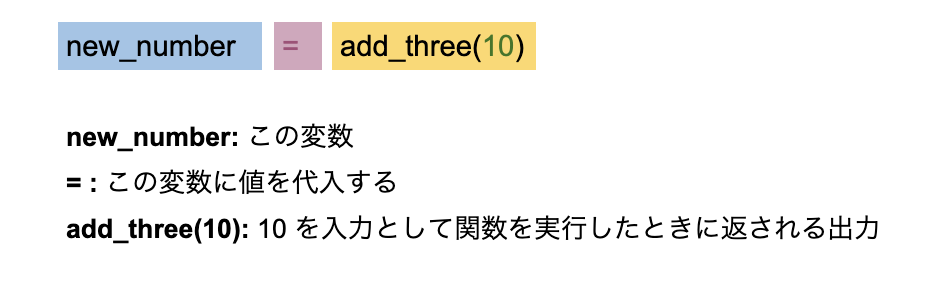 new_number = add_three(10)
new_number: この変数
= : この変数に値を代入する
add_three(10): 10 を入力として関数を実行したときに返される出力